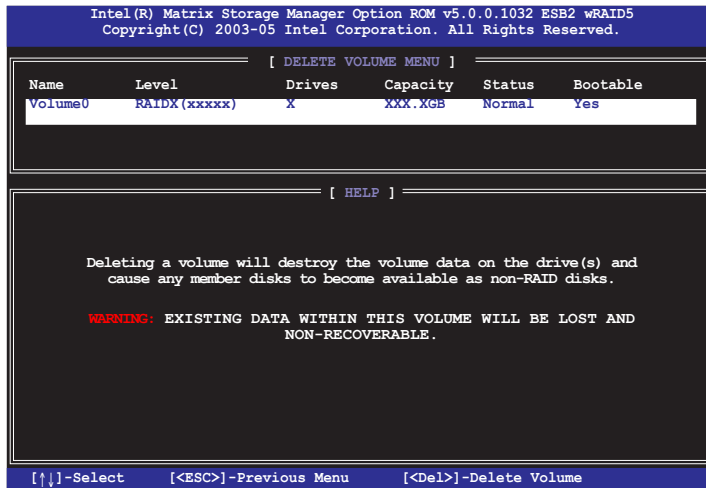 Intel(R) Matrix Storage Manager Option ROM v5.0.0.1032 ESB2 wRAID5
Copyright(C) 2003-05 Intel Corporation. All Rights Reserved.
[ DELETE VOLUME MENU ]
Name Level Drives Capacity Status Bootable
Volume0 RAIDX(xxxxx) X XXX.XGB Normal Yes
[ HELP ]
Deleting a volume will destroy the volume data on the drive(s) and
cause any member disks to become available as non-RAID disks.
WARNING: EXISTING DATA WITHIN THIS VOLUME WILL BE LOST AND
NON-RECOVERABLE.
[↑↓]-Select [<ESC>]-Previous Menu [<Del>]-Delete Volume